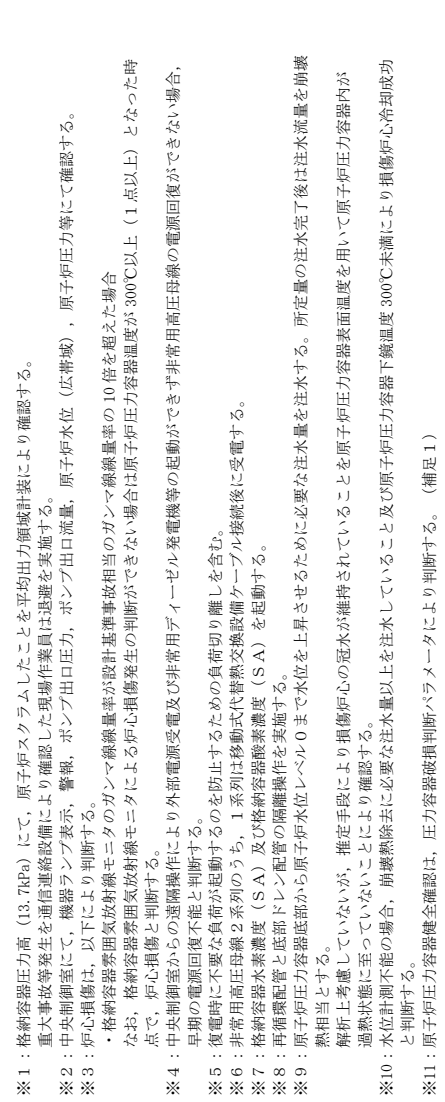 ※1：格納容器圧力高（13.7kPa）にて，原子炉スクラムしたことを平均出力領域計装により確認する。
重大事故等発生を通信連絡設備により確認した現場作業員は退避を実施する。
※2：中央制御室にて，機器ランプ表示，警報，ポンプ出口圧力，ポンプ出口流量，原子炉水位（広帯域），原子炉圧力等にて確認する。
※3：炉心損傷は，以下により判断する。
・格納容器雰囲気放射線モニタのガンマ線線量率が設計基準事故相当のガンマ線線量率の10倍を超えた場合
なお，格納容器雰囲気放射線モニタによる炉心損傷発生の判断ができない場合は原子炉圧力容器温度が300℃以上（1点以上）となった時
点で，炉心損傷と判断する。
※4：中央制御室からの遠隔操作により外部電源受電及び非常用ディーゼル発電機等の起動ができず非常用高圧母線の電源回復ができない場合，
早期の電源回復不能と判断する。
※5：復電時に不要な負荷が起動するのを防止するための負荷切り離しを含む。
※6：非常用高圧母線2系列のうち，1系列は移動式代替熱交換設備ケーブル接続後に受電する。
※7：格納容器水素濃度（SA）及び格納容器酸素濃度（SA）を起動する。
※8：再循環配管と底部ドレン配管の隔離操作を実施する。
※9：原子炉圧力容器底部から原子炉水位レベル0まで水位を上昇させるために必要な注水量を注水する。所定量の注水完了後は注水流量を崩壊
熱相当とする。
解析上考慮していないが，推定手段により損傷炉心の冠水が維持されていることを原子炉圧力容器表面温度を用いて原子炉圧力容器内が
過熱状態に至っていないことにより確認する。
※10：水位計測不能の場合，崩壊熱除去に必要な注水量以上を注水していること及び原子炉圧力容器下鏡温度300℃未満により損傷炉心冷却成功
と判断する。
※11：原子炉圧力容器健全確認は，圧力容器破損判断パラメータにより判断する。（補足1）